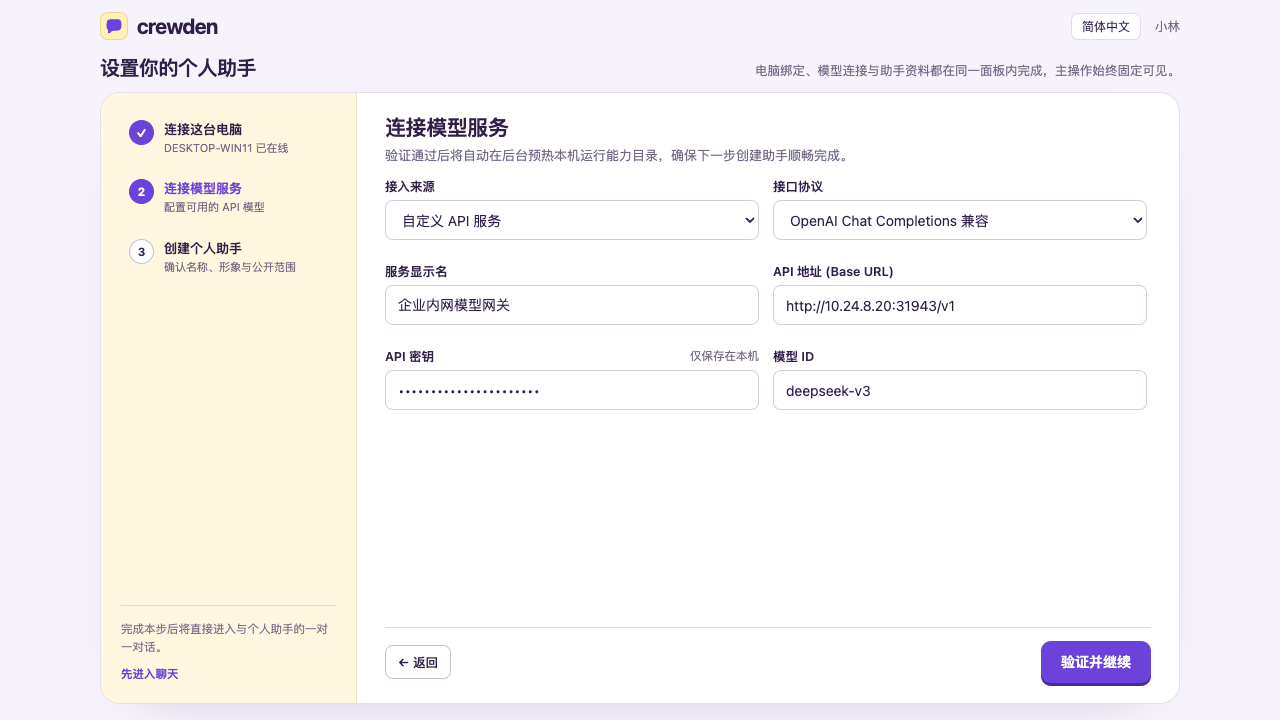 crewden
简体中文
小林
设置你的个人助手
电脑绑定、模型连接与助手资料都在同一面板内完成，主操作始终固定可见。
连接这台电脑
DESKTOP-WIN11 已在线
2
连接模型服务
配置可用的 API 模型
3
创建个人助手
确认名称、形象与公开范围
完成本步后将直接进入与个人助手的一对
一对话。
先进入聊天
连接模型服务
验证通过后将自动在后台预热本机运行能力目录，确保下一步创建助手顺畅完成。
接入来源
接口协议
自定义 API 服务
OpenAI Chat Completions 兼容
服务显示名
API 地址 (Base URL)
企业内网模型网关
http://10.24.8.20:31943/v1
API 密钥
仅保存在本机
模型 ID
••••••••••••••••••••••
deepseek-v3
← 返回
验证并继续